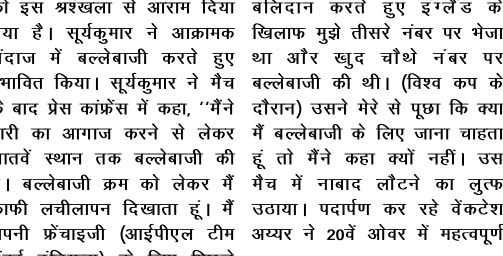 इस श्रश्खला से आराम दिया
है। सूर्यकुमार ने आक्रामक
में बल्लेबाजी करते हुए
किया। सूर्यकुमार ने मैच
बाद प्रेस कांफ्रेंस में कहा, ''मैंने
का आगाज करने से लेकर
स्थान तक बल्लेबाजी की
। बल्लेबाजी क्रम को लेकर मैं
लचीलापन दिखाता हूं। मैं
फ्रेंचाइजी (आईपीएल टीम
बलिदान करते हुए इंग्लैंड के
खिलाफ मुझे तीसरे नंबर पर भेजा
था और खुद चौथे नंबर पर
बल्लेबाजी की थी। (विश्व कप के
दौरान) उसने मेरे से पूछा कि क्या
मैं बल्लेबाजी के लिए जाना चाहता
हूं तो मैंने कहा क्यों नहीं। उस
मैच में नाबाद लौटने का लुत्फ
उठाया। पदार्पण कर रहे वेंकटेश
अय्यर ने 20वें ओवर में महत्वपूर्ण